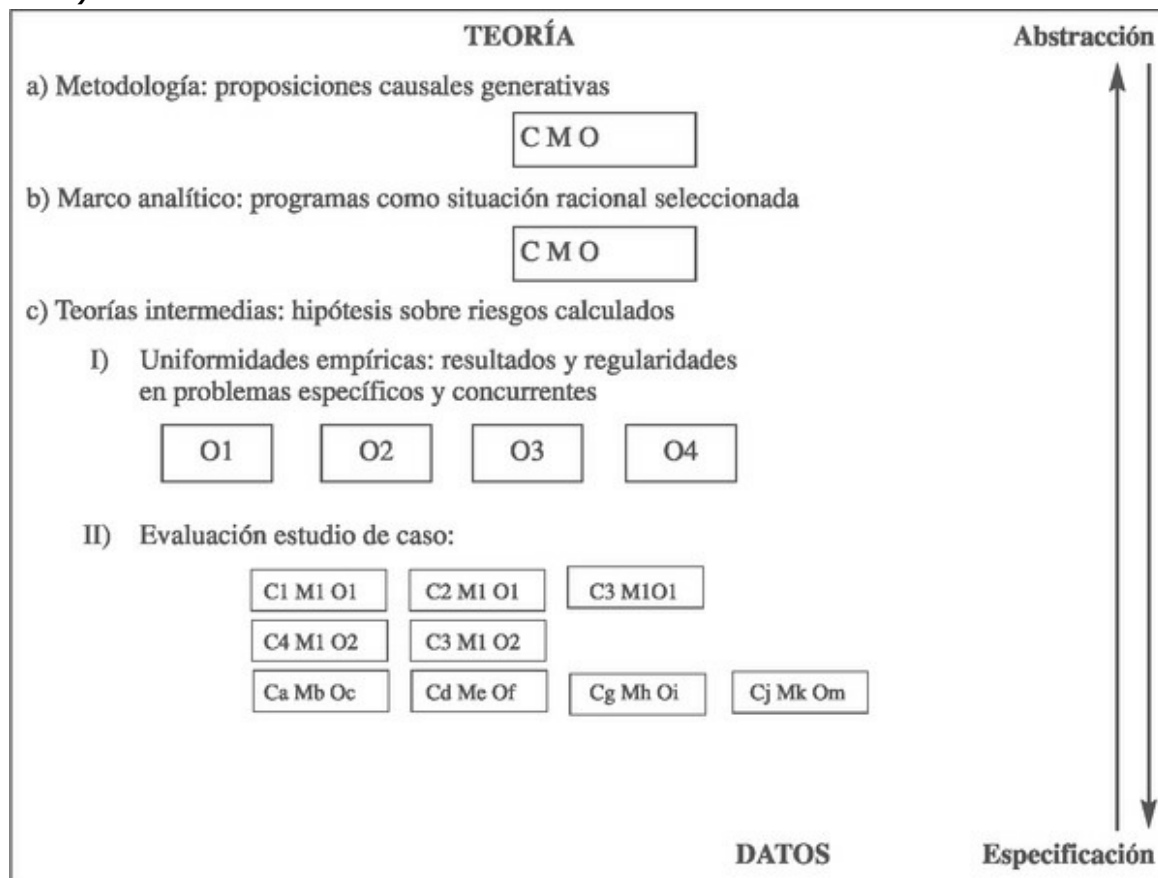 TEORÍA
Abstracción
a) Metodología: proposiciones causales generativas
C M O
b) Marco analítico: programas como situación racional seleccionada
C M O
c) Teorías intermedias: hipótesis sobre riesgos calculados
I) Uniformidades empíricas: resultados y regularidades
en problemas específicos y concurrentes
O1 O2 O3 O4
II) Evaluación estudio de caso:
C1 M1 O1 C2 M1 O1 C3 M1O1
C4 M1 O2 C3 M1 O2
Ca Mb Oc Cd Me Of Cg Mh Oi Cj Mk Om
DATOS
Especificación